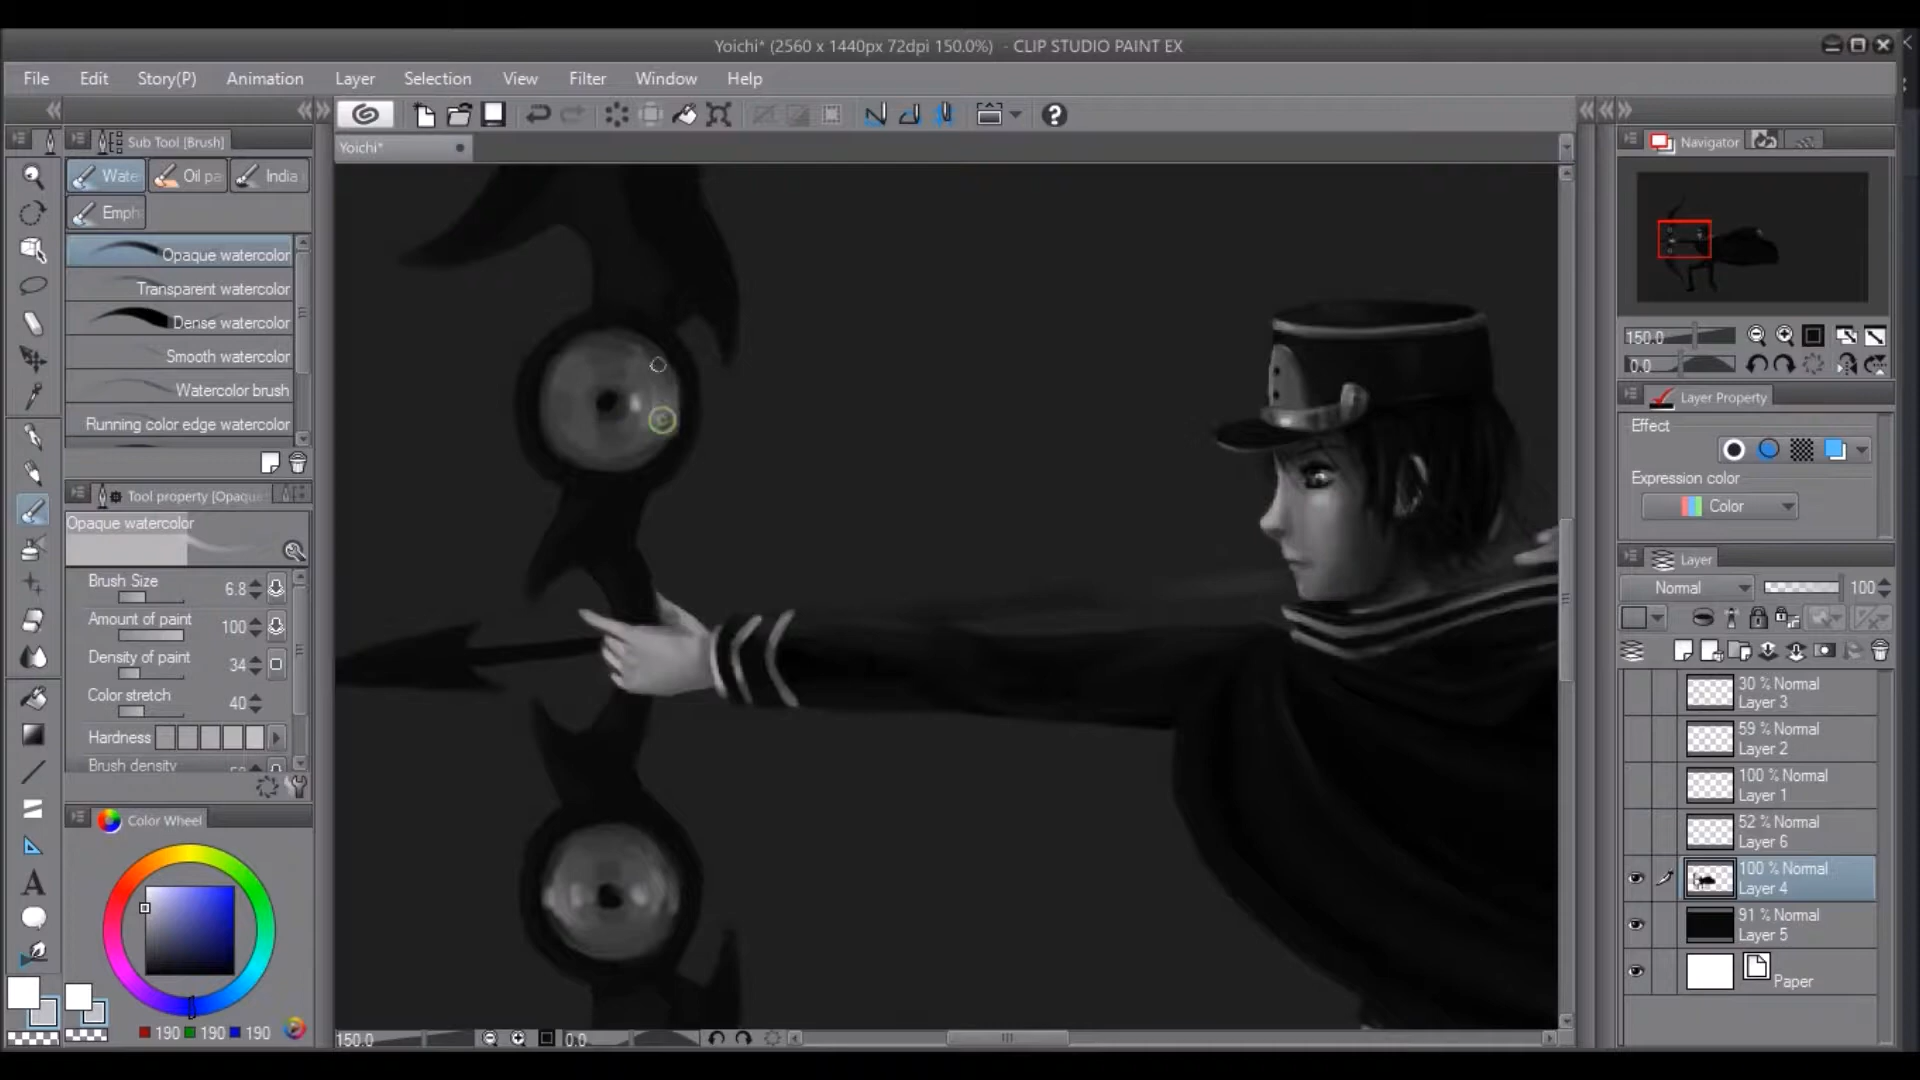 Yoichi* (2560 x 1440px 72dpi 150.0%) - CLIP STUDIO PAINT EX
File Edit Story(P) Animation Layer Selection View Filter Window Help
Sub Tool [Brush]
Wate Oil pa India
Emph
Opaque watercolor
Transparent watercolor
Dense watercolor
Smooth watercolor
Watercolor brush
Running color edge watercolor
Tool property [Opaque
Opaque watercolor
Brush Size 6.8
Amount of paint 100
Density of paint 34
Color stretch 40
Hardness
Brush density
Color Wheel
190 190 190
Yoichi*
150.0 0.0
Navigator
150.0
0.0
Layer Property
Effect
Expression color
Color
Layer
Normal 100
30 % Normal
Layer 3
59 % Normal
Layer 2
100 % Normal
Layer 1
52 % Normal
Layer 6
100 % Normal
Layer 4
91 % Normal
Layer 5
Paper